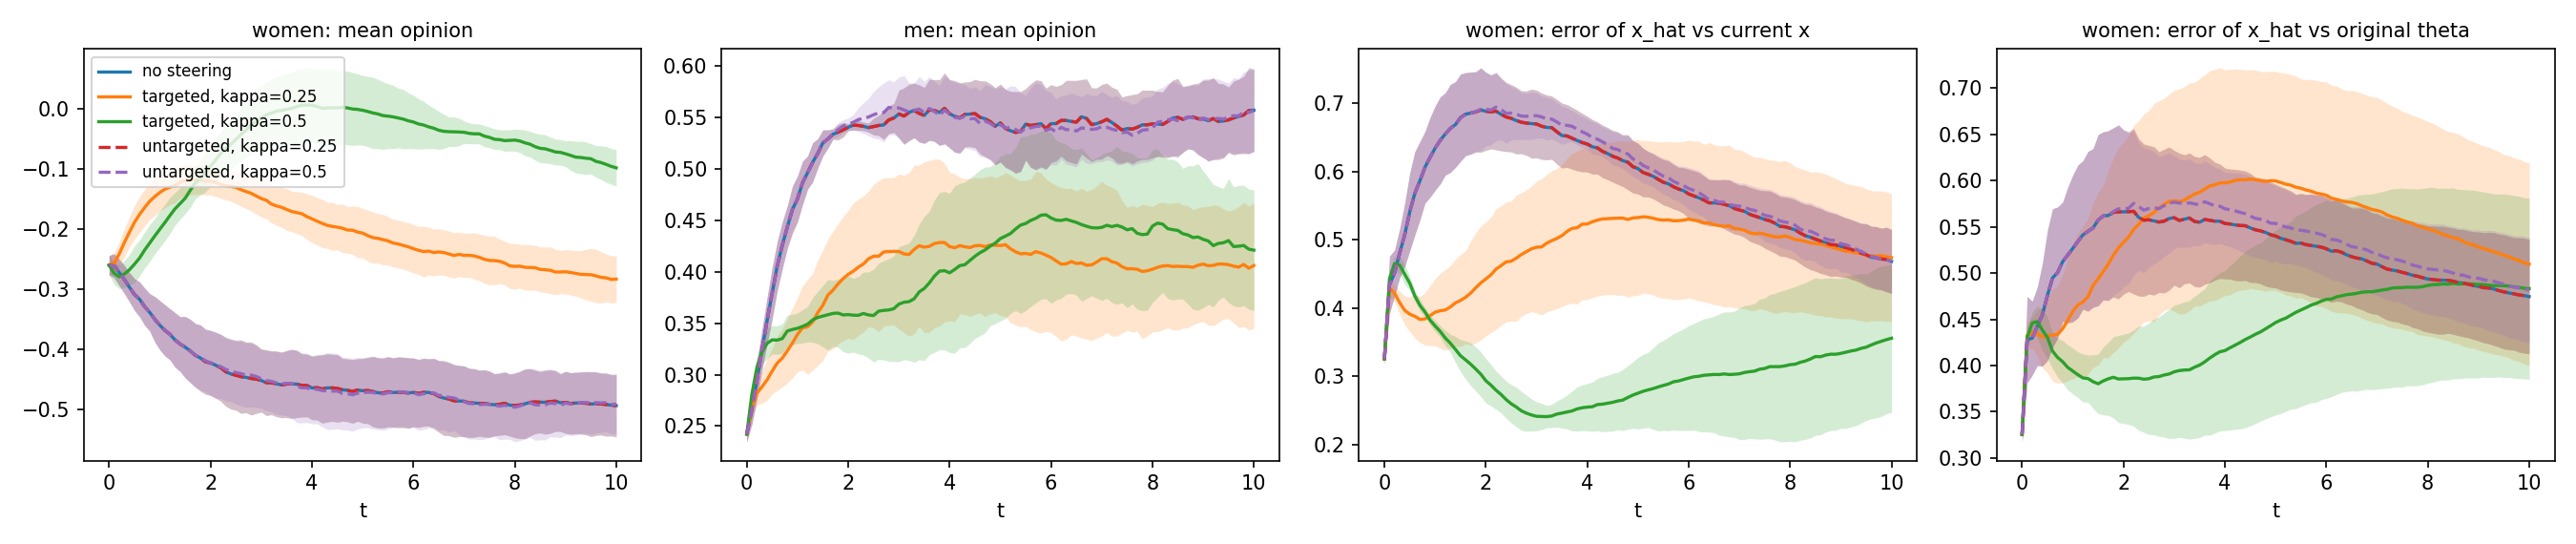 women: mean opinion
no steering
targeted, kappa=0.25
targeted, kappa=0.5
untargeted, kappa=0.25
untargeted, kappa=0.5
0.0
−0.1
−0.2
−0.3
−0.4
−0.5
0 2 4 6 8 10
t
men: mean opinion
0.60
0.55
0.50
0.45
0.40
0.35
0.30
0.25
0 2 4 6 8 10
t
women: error of x_hat vs current x
0.7
0.6
0.5
0.4
0.3
0.2
0 2 4 6 8 10
t
women: error of x_hat vs original theta
0.70
0.65
0.60
0.55
0.50
0.45
0.40
0.35
0.30
0 2 4 6 8 10
t